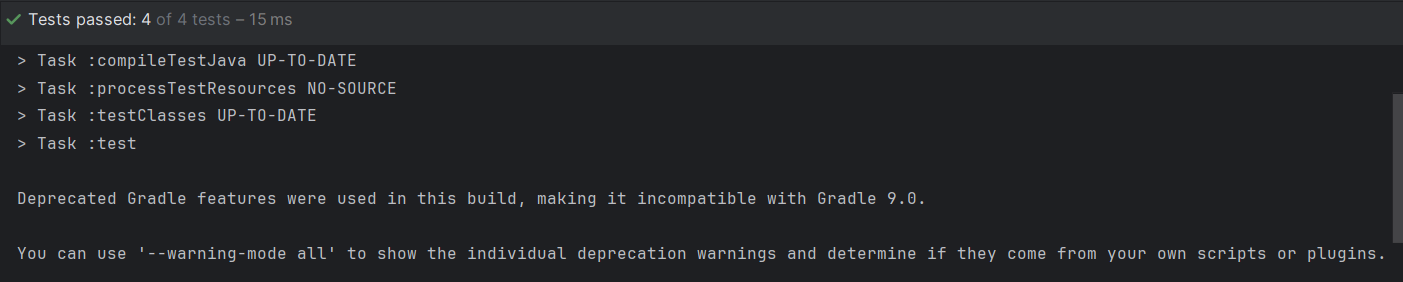 Tests passed: 4 of 4 tests – 15 ms
> Task :compileTestJava UP-TO-DATE
> Task :processTestResources NO-SOURCE
> Task :testClasses UP-TO-DATE
> Task :test
Deprecated Gradle features were used in this build, making it incompatible with Gradle 9.0.
You can use '--warning-mode all' to show the individual deprecation warnings and determine if they come from your own scripts or plugins.